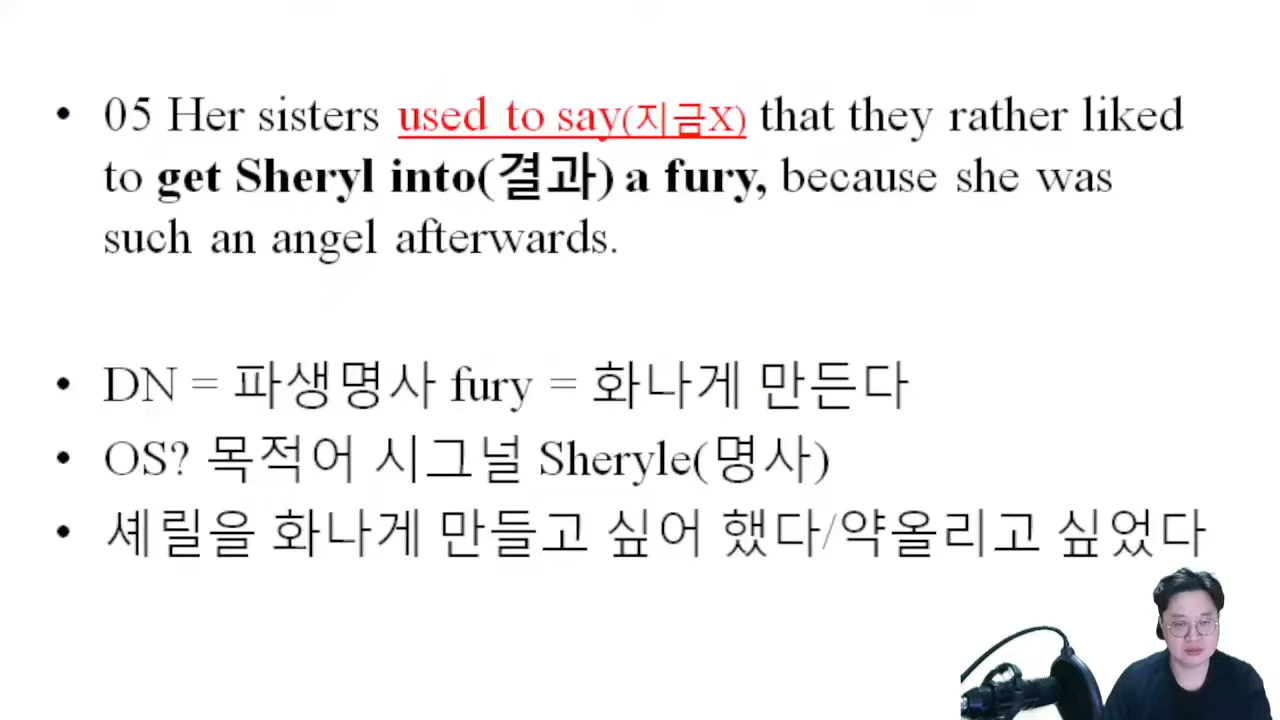 • 05 Her sisters used to say(지금X) that they rather liked
to get Sheryl into(결과) a fury, because she was
such an angel afterwards.
• DN = 파생명사 fury = 화나게 만든다
• OS? 목적어 시그널 Sheryle(명사)
• 셰릴을 화나게 만들고 싶어 했다/약올리고 싶었다